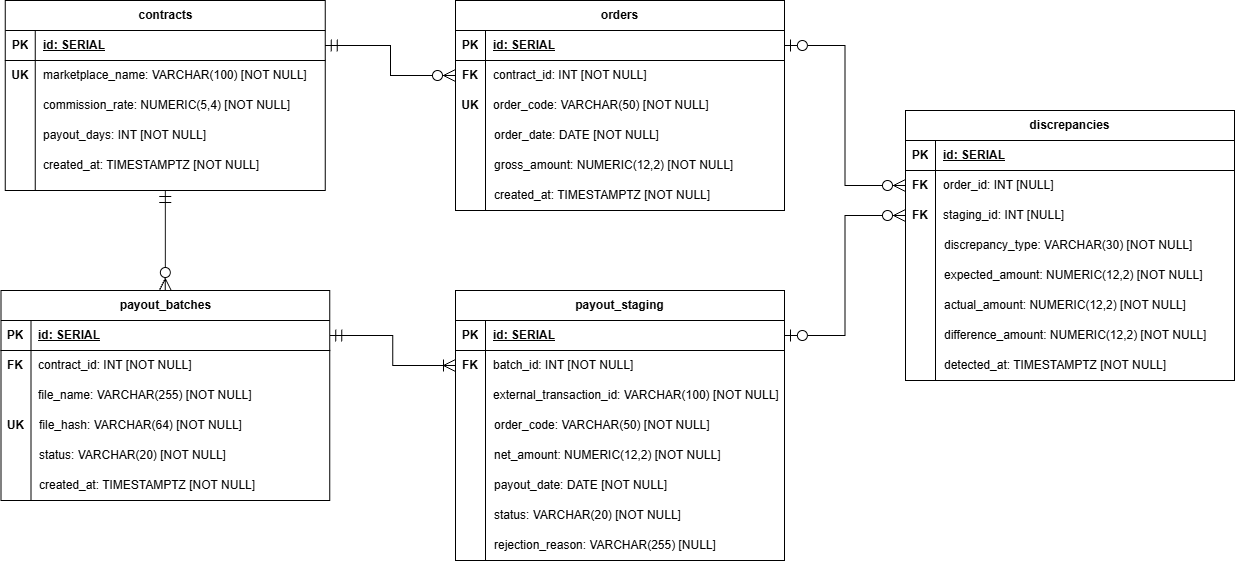 contracts
PK id: SERIAL
UK marketplace_name: VARCHAR(100) [NOT NULL]
commission_rate: NUMERIC(5,4) [NOT NULL]
payout_days: INT [NOT NULL]
created_at: TIMESTAMPTZ [NOT NULL]
orders
PK id: SERIAL
FK contract_id: INT [NOT NULL]
UK order_code: VARCHAR(50) [NOT NULL]
order_date: DATE [NOT NULL]
gross_amount: NUMERIC(12,2) [NOT NULL]
created_at: TIMESTAMPTZ [NOT NULL]
discrepancies
PK id: SERIAL
FK order_id: INT [NULL]
FK staging_id: INT [NULL]
discrepancy_type: VARCHAR(30) [NOT NULL]
expected_amount: NUMERIC(12,2) [NOT NULL]
actual_amount: NUMERIC(12,2) [NOT NULL]
difference_amount: NUMERIC(12,2) [NOT NULL]
detected_at: TIMESTAMPTZ [NOT NULL]
payout_batches
PK id: SERIAL
FK contract_id: INT [NOT NULL]
file_name: VARCHAR(255) [NOT NULL]
UK file_hash: VARCHAR(64) [NOT NULL]
status: VARCHAR(20) [NOT NULL]
created_at: TIMESTAMPTZ [NOT NULL]
payout_staging
PK id: SERIAL
FK batch_id: INT [NOT NULL]
external_transaction_id: VARCHAR(100) [NOT NULL]
order_code: VARCHAR(50) [NOT NULL]
net_amount: NUMERIC(12,2) [NOT NULL]
payout_date: DATE [NOT NULL]
status: VARCHAR(20) [NOT NULL]
rejection_reason: VARCHAR(255) [NULL]